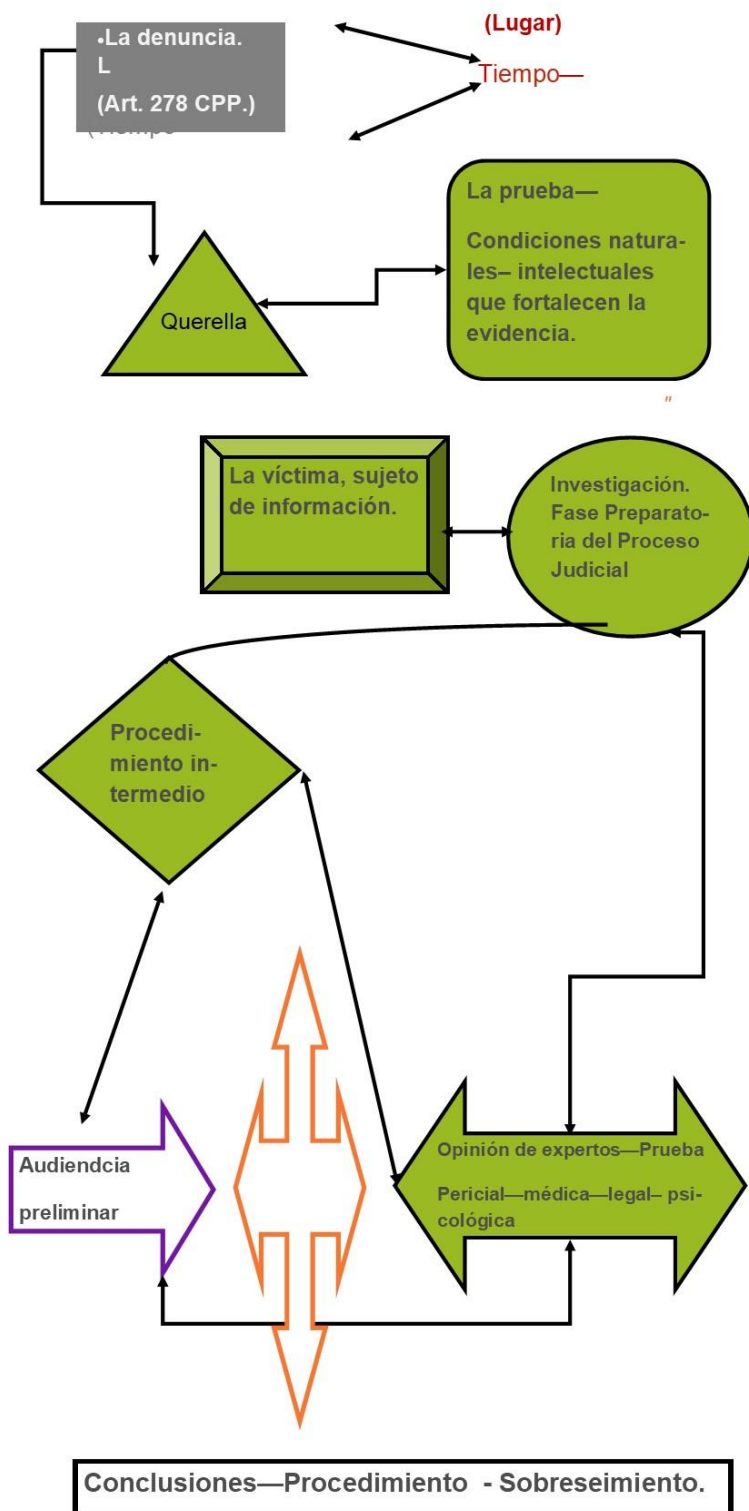 •La denuncia.
L
(Art. 278 CPP.)
(Tiempo
(Lugar)
Tiempo—
Querella
La prueba—
Condiciones natura-
les– intelectuales
que fortalecen la
evidencia.
"
La víctima, sujeto
de información.
Investigación.
Fase Preparato-
ria del Proceso
Judicial
Procedi-
miento in-
termedio
Audiendcia
preliminar
Opinión de expertos—Prueba
Pericial—médica—legal– psi-
cológica
Conclusiones—Procedimiento - Sobreseimiento.